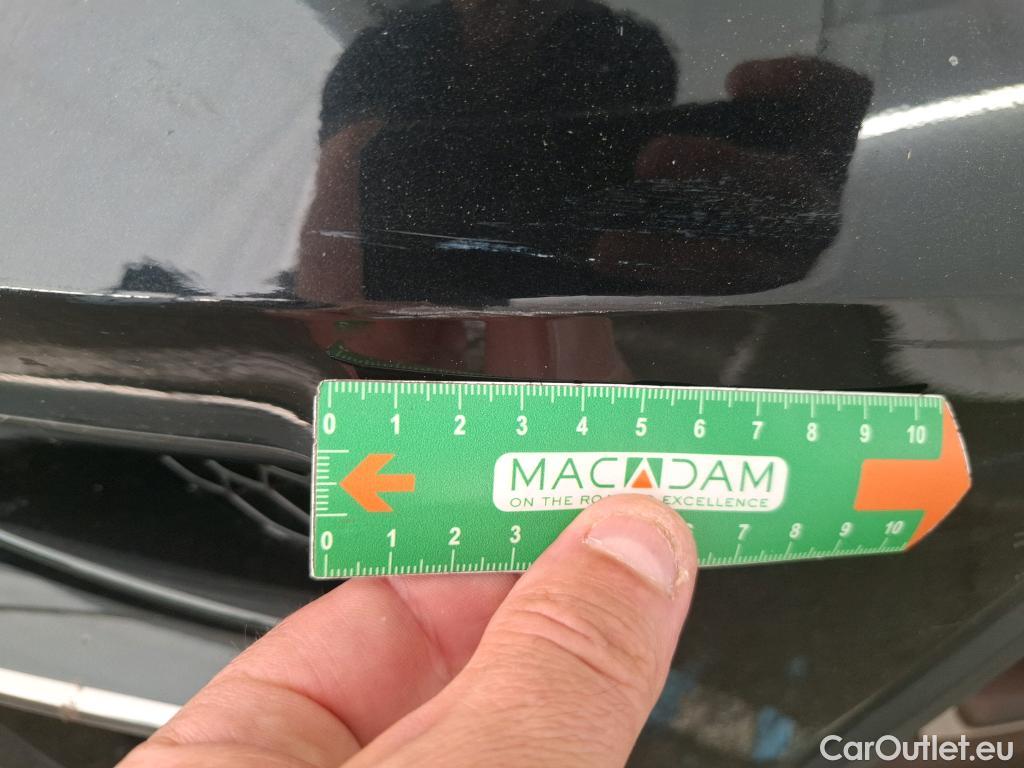 0 1 2 3 4 5 6 7 8 9 10
MACADAM
ON THE RO EXCELLENCE
0 1 2 3 7 8 9 10
CarOutlet.eu